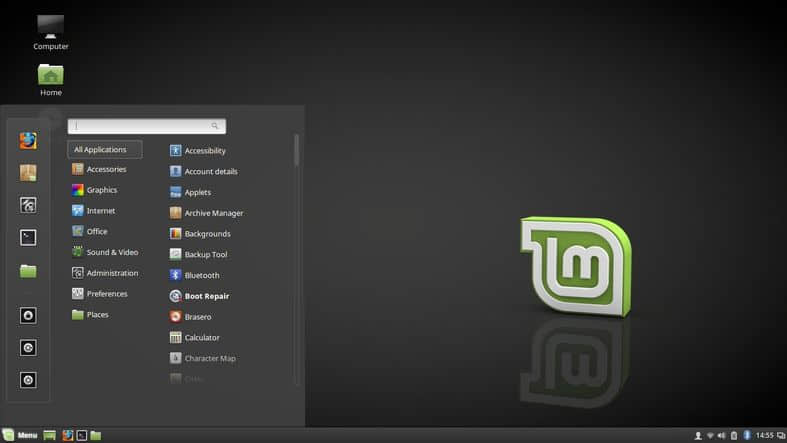 Computer
Home
All Applications
Accessories
Graphics
Internet
Office
Sound & Video
Administration
Preferences
Places
Accessibility
Account details
Applets
Archive Manager
Backgrounds
Backup Tool
Bluetooth
Boot Repair
Brasero
Calculator
Character Map
Menu
14:55